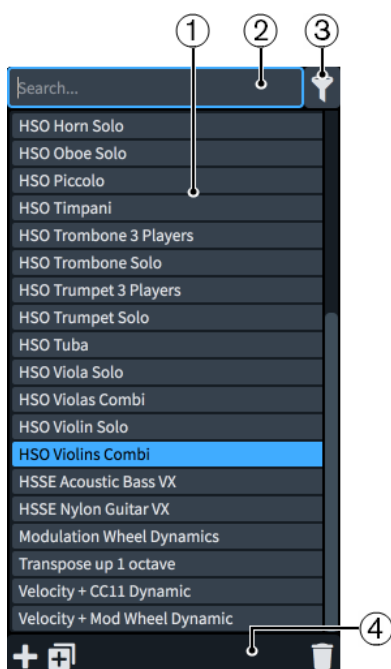 1 2 3
Search...
HSO Horn Solo
HSO Oboe Solo
HSO Piccolo
HSO Timpani
HSO Trombone 3 Players
HSO Trombone Solo
HSO Trumpet 3 Players
HSO Trumpet Solo
HSO Tuba
HSO Viola Solo
HSO Violas Combi
HSO Violin Solo
HSO Violins Combi
HSSE Acoustic Bass VX
HSSE Nylon Guitar VX
Modulation Wheel Dynamics
Transpose up 1 octave
Velocity + CC11 Dynamic
Velocity + Mod Wheel Dynamic
4